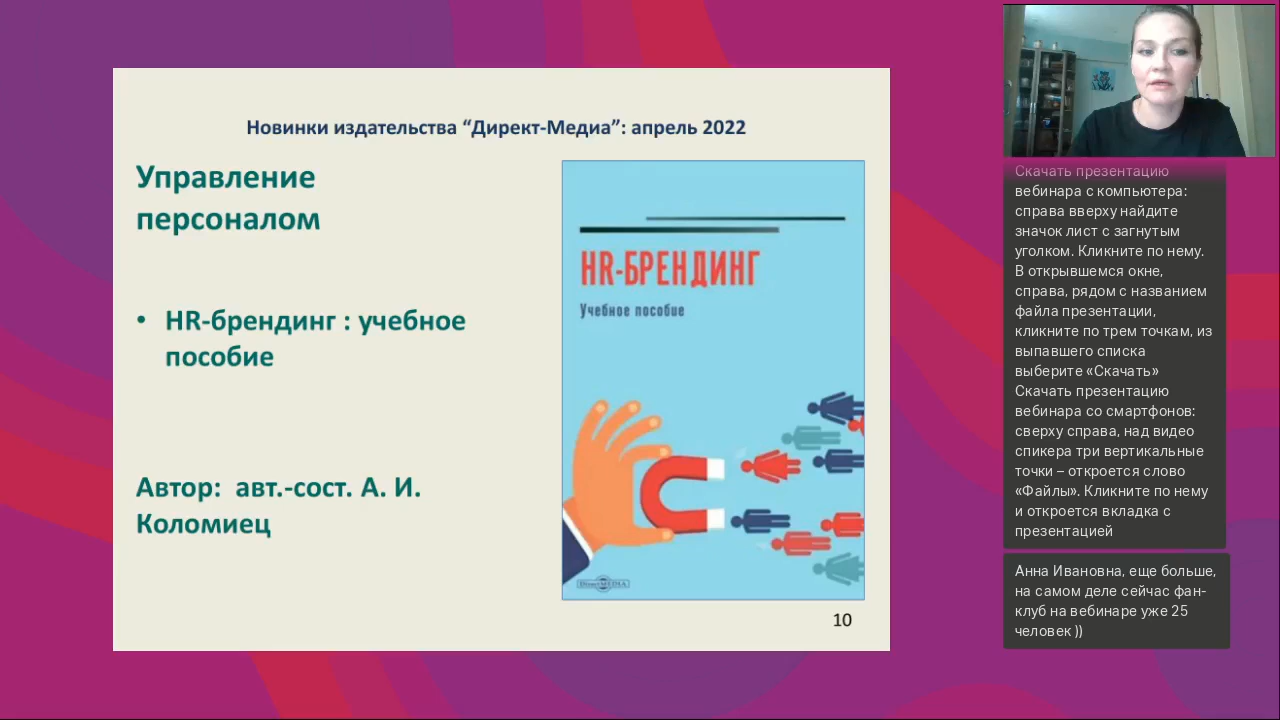 Новинки издательства “Директ-Медиа”: апрель 2022
Управление
персоналом
• HR-брендинг : учебное
пособие
Автор:  авт.-сост. А. И.
Коломиец
HR-БРЕНДИНГ
Учебное пособие
DirectMEDIA
10
Скачать презентацию
вебинара с компьютера:
справа вверху найдите
значок лист с загнутым
уголком. Кликните по нему.
В открывшемся окне,
справа, рядом с названием
файла презентации,
кликните по трем точкам, из
выпавшего списка
выберите «Скачать»
Скачать презентацию
вебинара со смартфонов:
сверху справа, над видео
спикера три вертикальные
точки – откроется слово
«Файлы». Кликните по нему
и откроется вкладка с
презентацией
Анна Ивановна, еще больше,
на самом деле сейчас фан-
клуб на вебинаре уже 25
человек ))